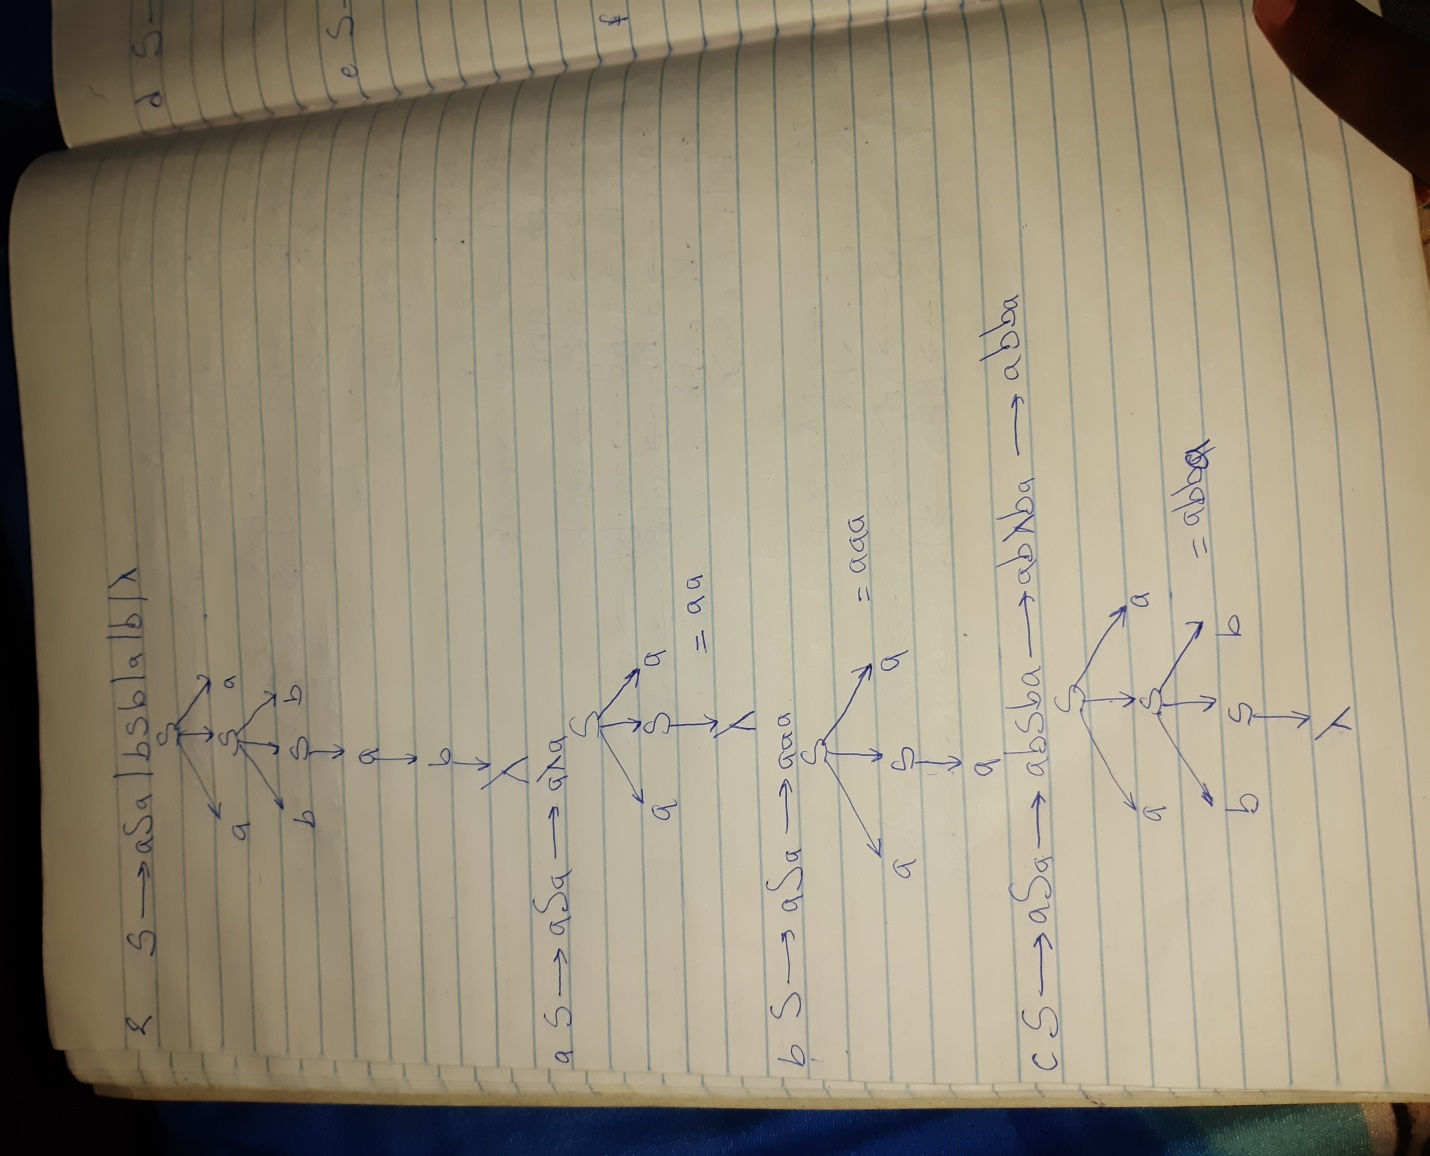 2 S → aSa | bSb | a | b | λ
S
a S a
b S b
a
b
λ
a S → aSa → aλa
S
a S a
λ = aa
b S → aSa → aaa
S
a S a
a = aaa
c S → aSa → abSba → abλba → abba
S
a S a
b S b = abba
λ
d S –
e S –
f